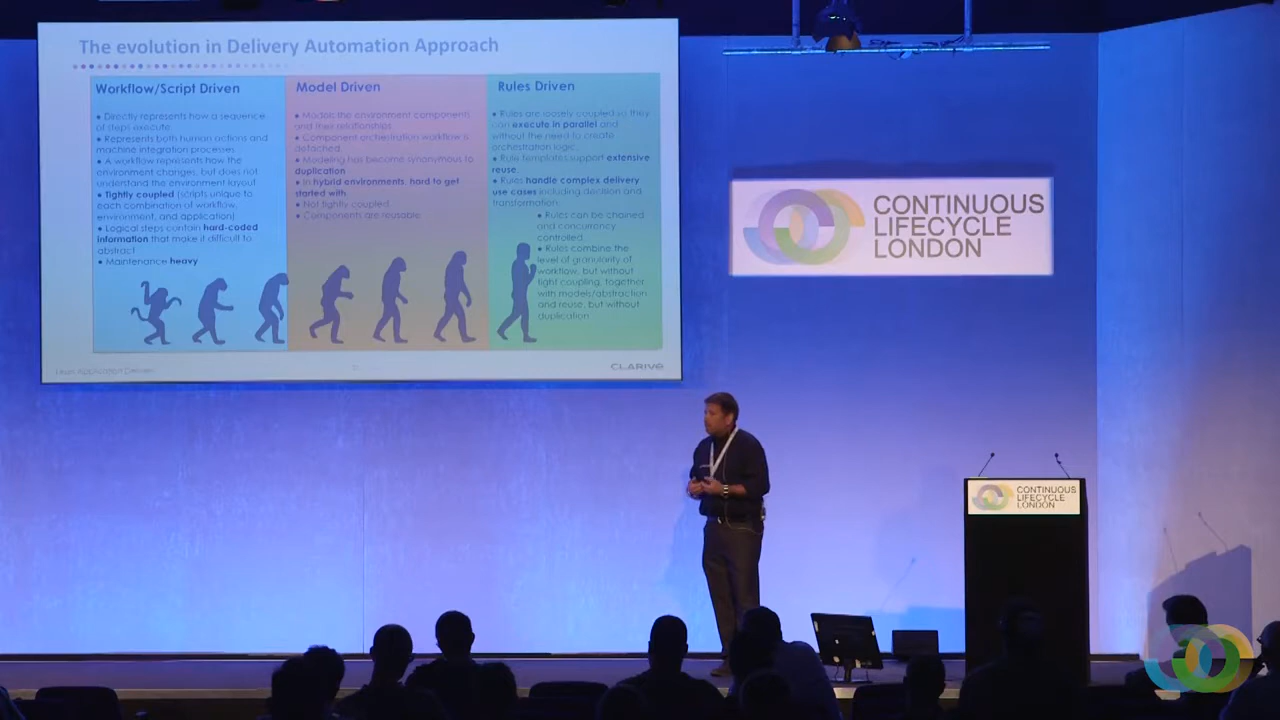 The evolution in Delivery Automation Approach
Workflow/Script Driven
● Directly represents how a sequence
of steps execute
● Represents both human actions and
machine integration processes
● A workflow represents how the
environment changes, but does not
understand the environment layout
● Tightly coupled (scripts unique to
each combination of workflow,
environment, and application)
● Logical steps contain hard-coded
information that make it difficult to
abstract
● Maintenance heavy
Model Driven
● Models the environment components
and their relationships
● Component orchestration workflow is
detached
● Modeling has become synonymous to
duplication
● In hybrid environments, hard to get
started with
● Not tightly coupled
● Components are reusable
Rules Driven
● Rules are loosely coupled so they
can execute in parallel and
without the need to create
orchestration logic.
● Rule templates support extensive
reuse.
● Rules handle complex delivery
use cases including decision and
transformation
● Rules can be chained
and concurrency
controlled
● Rules combine the
level of granularity of
workflow, but without
tight coupling, together
with models/abstraction
and reuse, but without
duplication
Lean Application Delivery
CLARIVE
CONTINUOUS
LIFECYCLE
LONDON
CONTINUOUS
LIFECYCLE
LONDON